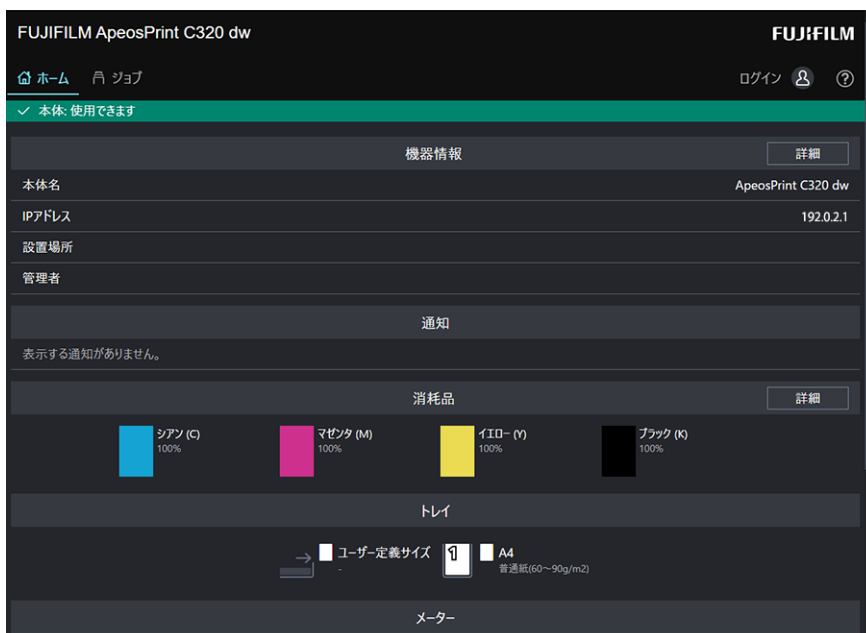 FUJIFILM ApeosPrint C320 dw
FUJIFILM
ホーム ジョブ
ログイン ?
本体: 使用できます
機器情報 詳細
本体名 ApeosPrint C320 dw
IPアドレス 192.0.2.1
設置場所
管理者
通知
表示する通知がありません。
消耗品 詳細
シアン (C) マゼンタ (M) イエロー (Y) ブラック (K)
100% 100% 100% 100%
トレイ
ユーザー定義サイズ 1 A4
- 普通紙(60～90g/m2)
メーター